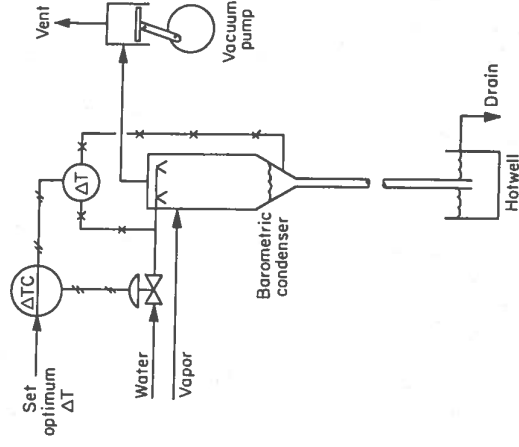 Vent
Vacuum
pump
ΔT
ΔTC
Set
optimum
ΔT
Water
Vapor
Barometric
condenser
Drain
Hotwell